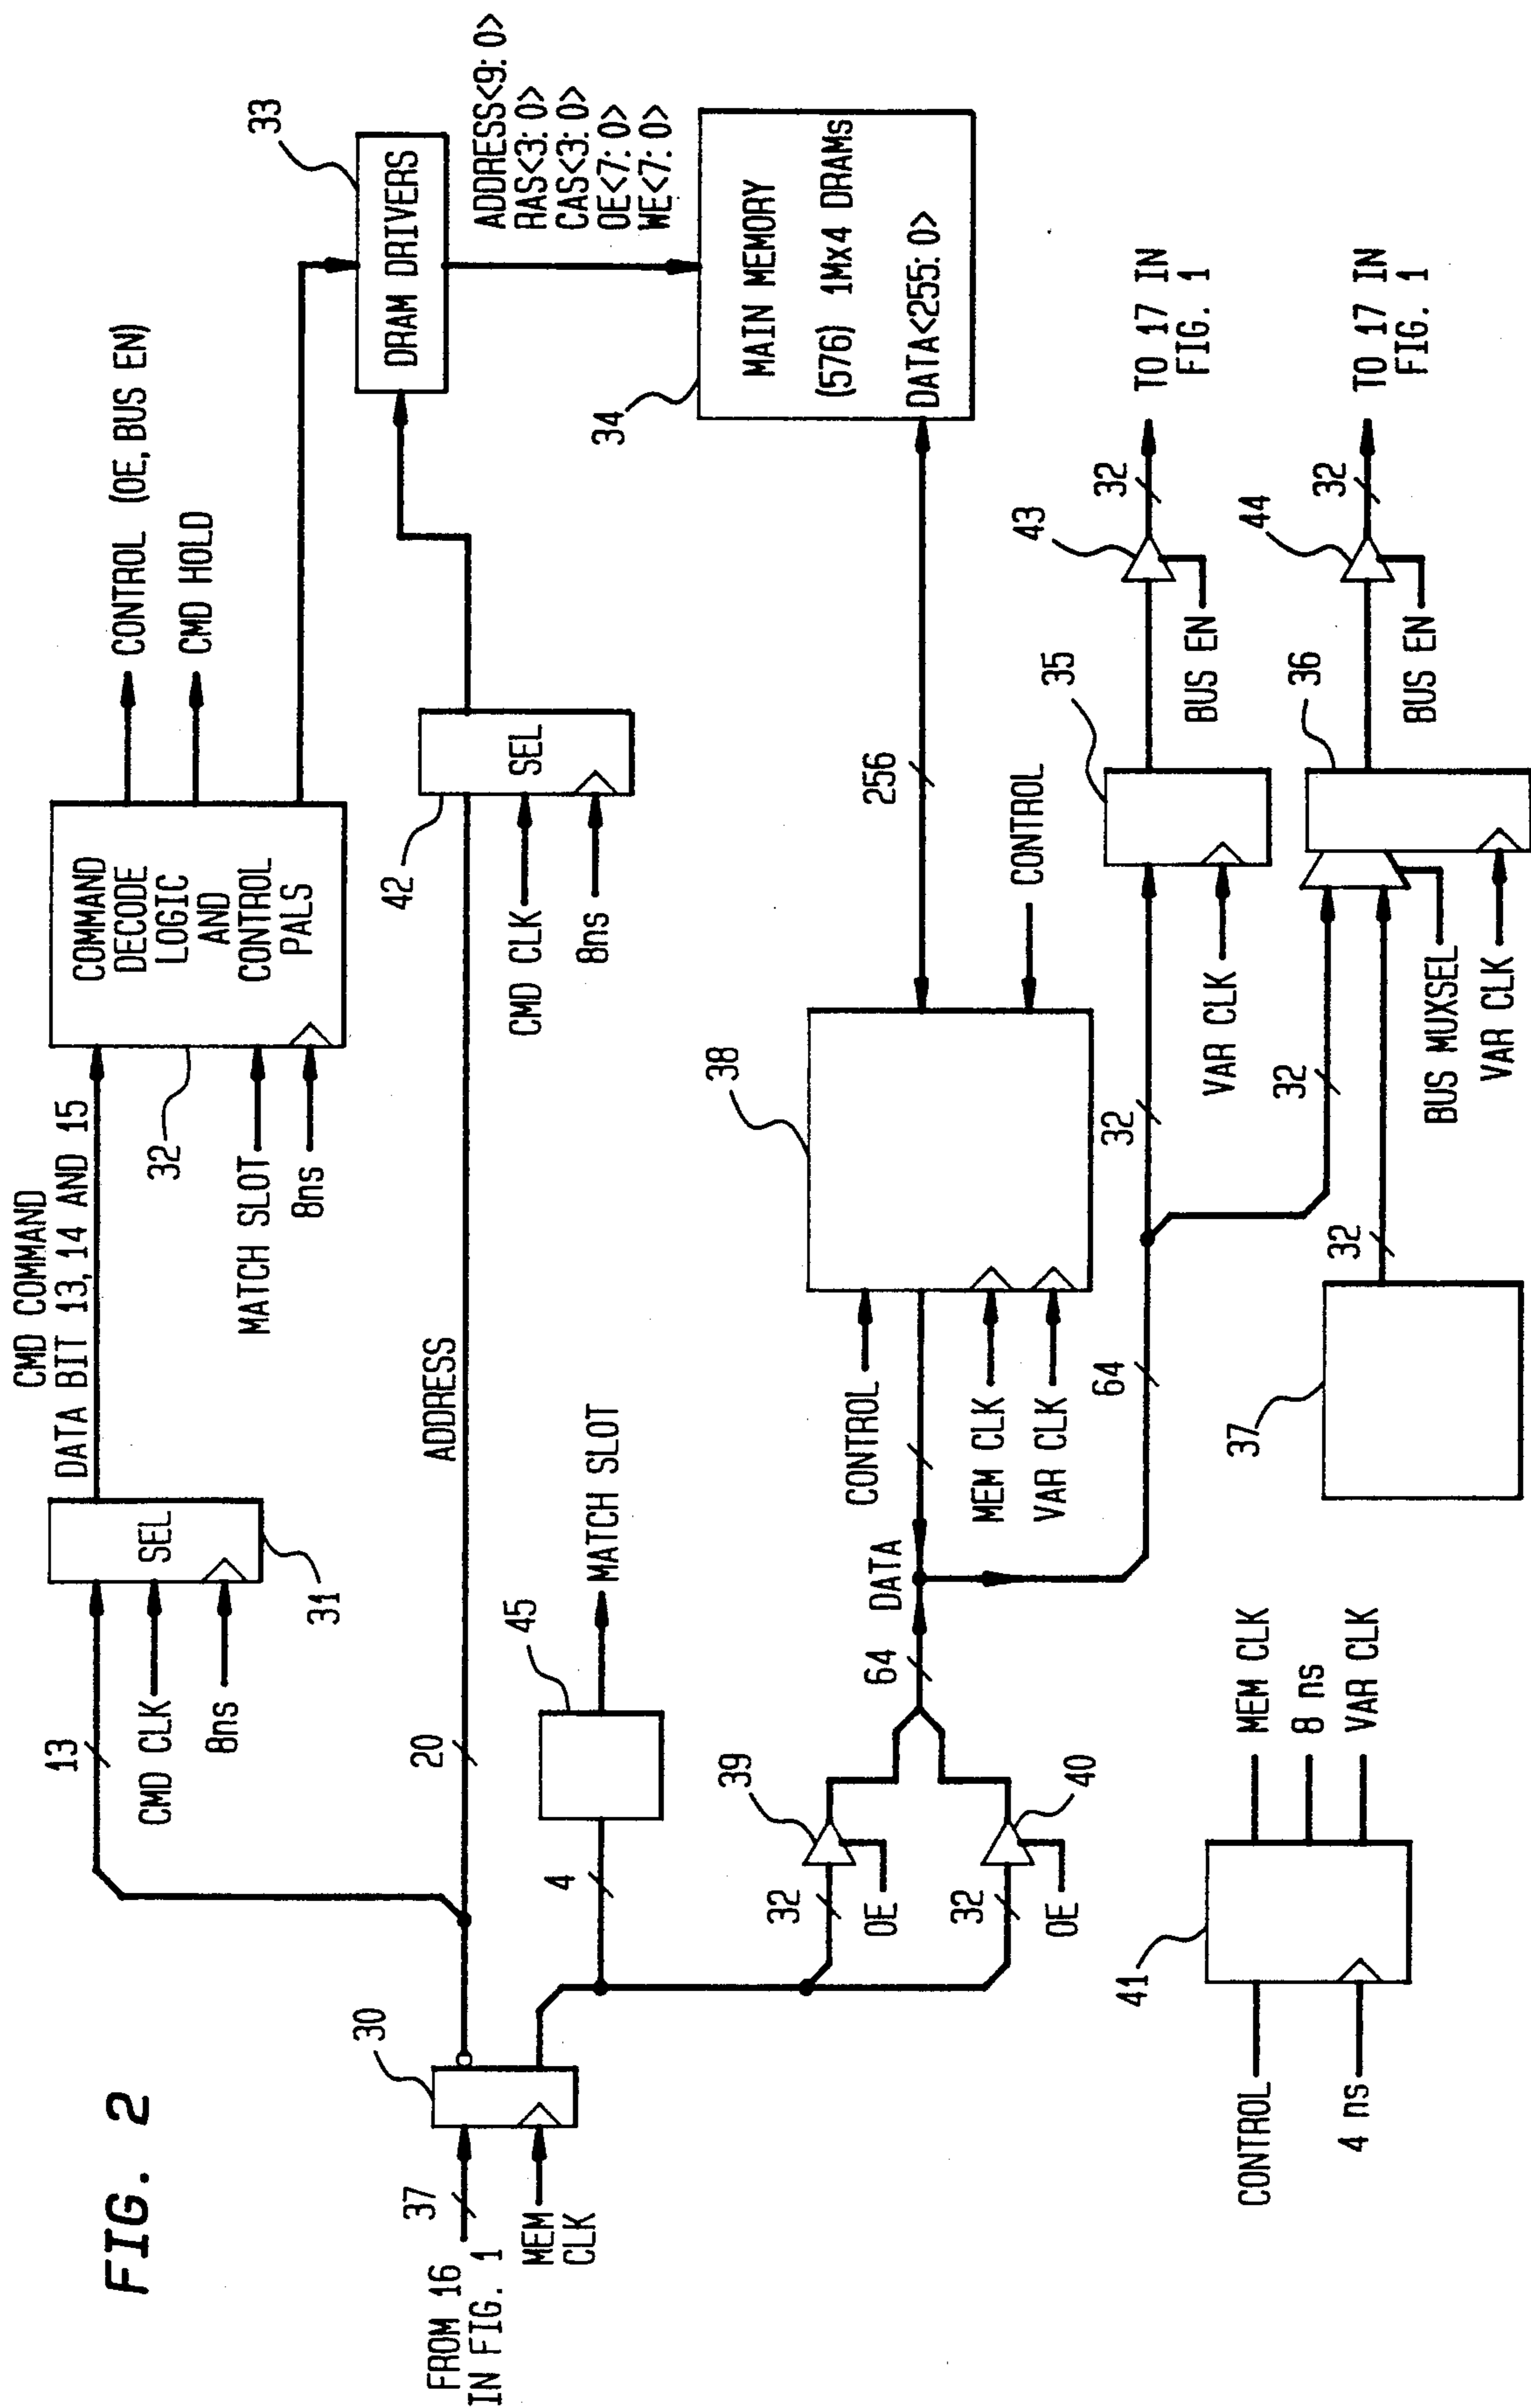 FIG. 2
FROM 16
IN FIG. 1
37
MEM
CLK
30
13
CMD CLK
8ns
SEL
31
CMD COMMAND
DATA BIT 13, 14 AND 15
32
MATCH SLOT
8ns
COMMAND
DECODE
LOGIC
AND
CONTROL
PALS
CONTROL (OE, BUS EN)
CMD HOLD
33
DRAM DRIVERS
ADDRESS<9:0>
RAS<3:0>
CAS<3:0>
OE<7:0>
WE<7:0>
20
ADDRESS
42
CMD CLK
8ns
SEL
34
MAIN MEMORY
(576) 1Mx4 DRAMs
DATA<255:0>
4
45
MATCH SLOT
39
32
OE
40
32
OE
64
DATA
CONTROL
MEM CLK
VAR CLK
38
256
CONTROL
64
32
VAR CLK
35
BUS EN
43
32
TO 17 IN
FIG. 1
37
32
32
BUS MUXSEL
VAR CLK
36
BUS EN
44
32
TO 17 IN
FIG. 1
CONTROL
4 ns
41
MEM CLK
8 ns
VAR CLK